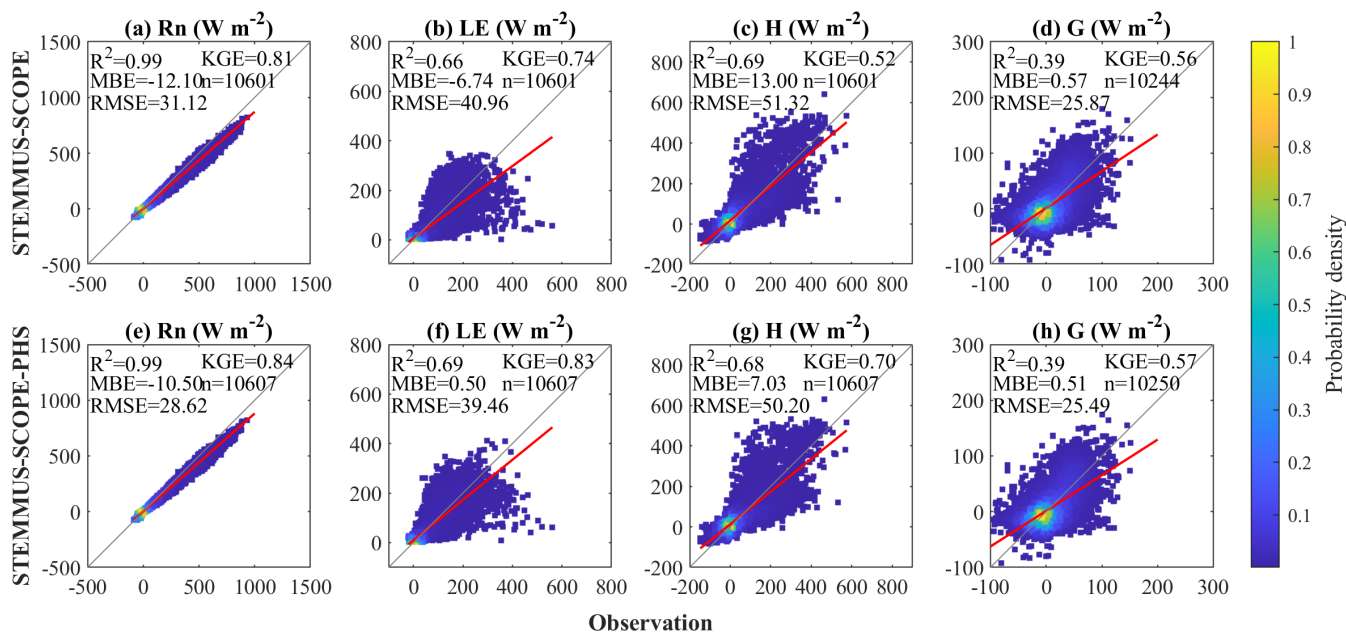 (a) Rn (W m-2)
(b) LE (W m-2)
(c) H (W m-2)
(d) G (W m-2)
STEMMUS-SCOPE
1500
1000
500
0
-500
R2=0.99 KGE=0.81
MBE=-12.10 n=10601
RMSE=31.12
-500 0 500 1000 1500
800
600
400
200
0
R2=0.66 KGE=0.74
MBE=-6.74 n=10601
RMSE=40.96
0 200 400 600 800
800
600
400
200
0
-200
R2=0.69 KGE=0.52
MBE=13.00 n=10601
RMSE=51.32
-200 0 200 400 600 800
300
200
100
0
-100
R2=0.39 KGE=0.56
MBE=0.57 n=10244
RMSE=25.87
-100 0 100 200 300
(e) Rn (W m-2)
(f) LE (W m-2)
(g) H (W m-2)
(h) G (W m-2)
STEMMUS-SCOPE-PHS
1500
1000
500
0
-500
R2=0.99 KGE=0.84
MBE=-10.50 n=10607
RMSE=28.62
-500 0 500 1000 1500
800
600
400
200
0
R2=0.69 KGE=0.83
MBE=0.50 n=10607
RMSE=39.46
0 200 400 600 800
800
600
400
200
0
-200
R2=0.68 KGE=0.70
MBE=7.03 n=10607
RMSE=50.20
-200 0 200 400 600 800
300
200
100
0
-100
R2=0.39 KGE=0.57
MBE=0.51 n=10250
RMSE=25.49
-100 0 100 200 300
Observation
1
0.9
0.8
0.7
0.6
0.5
0.4
0.3
0.2
0.1
Probability density